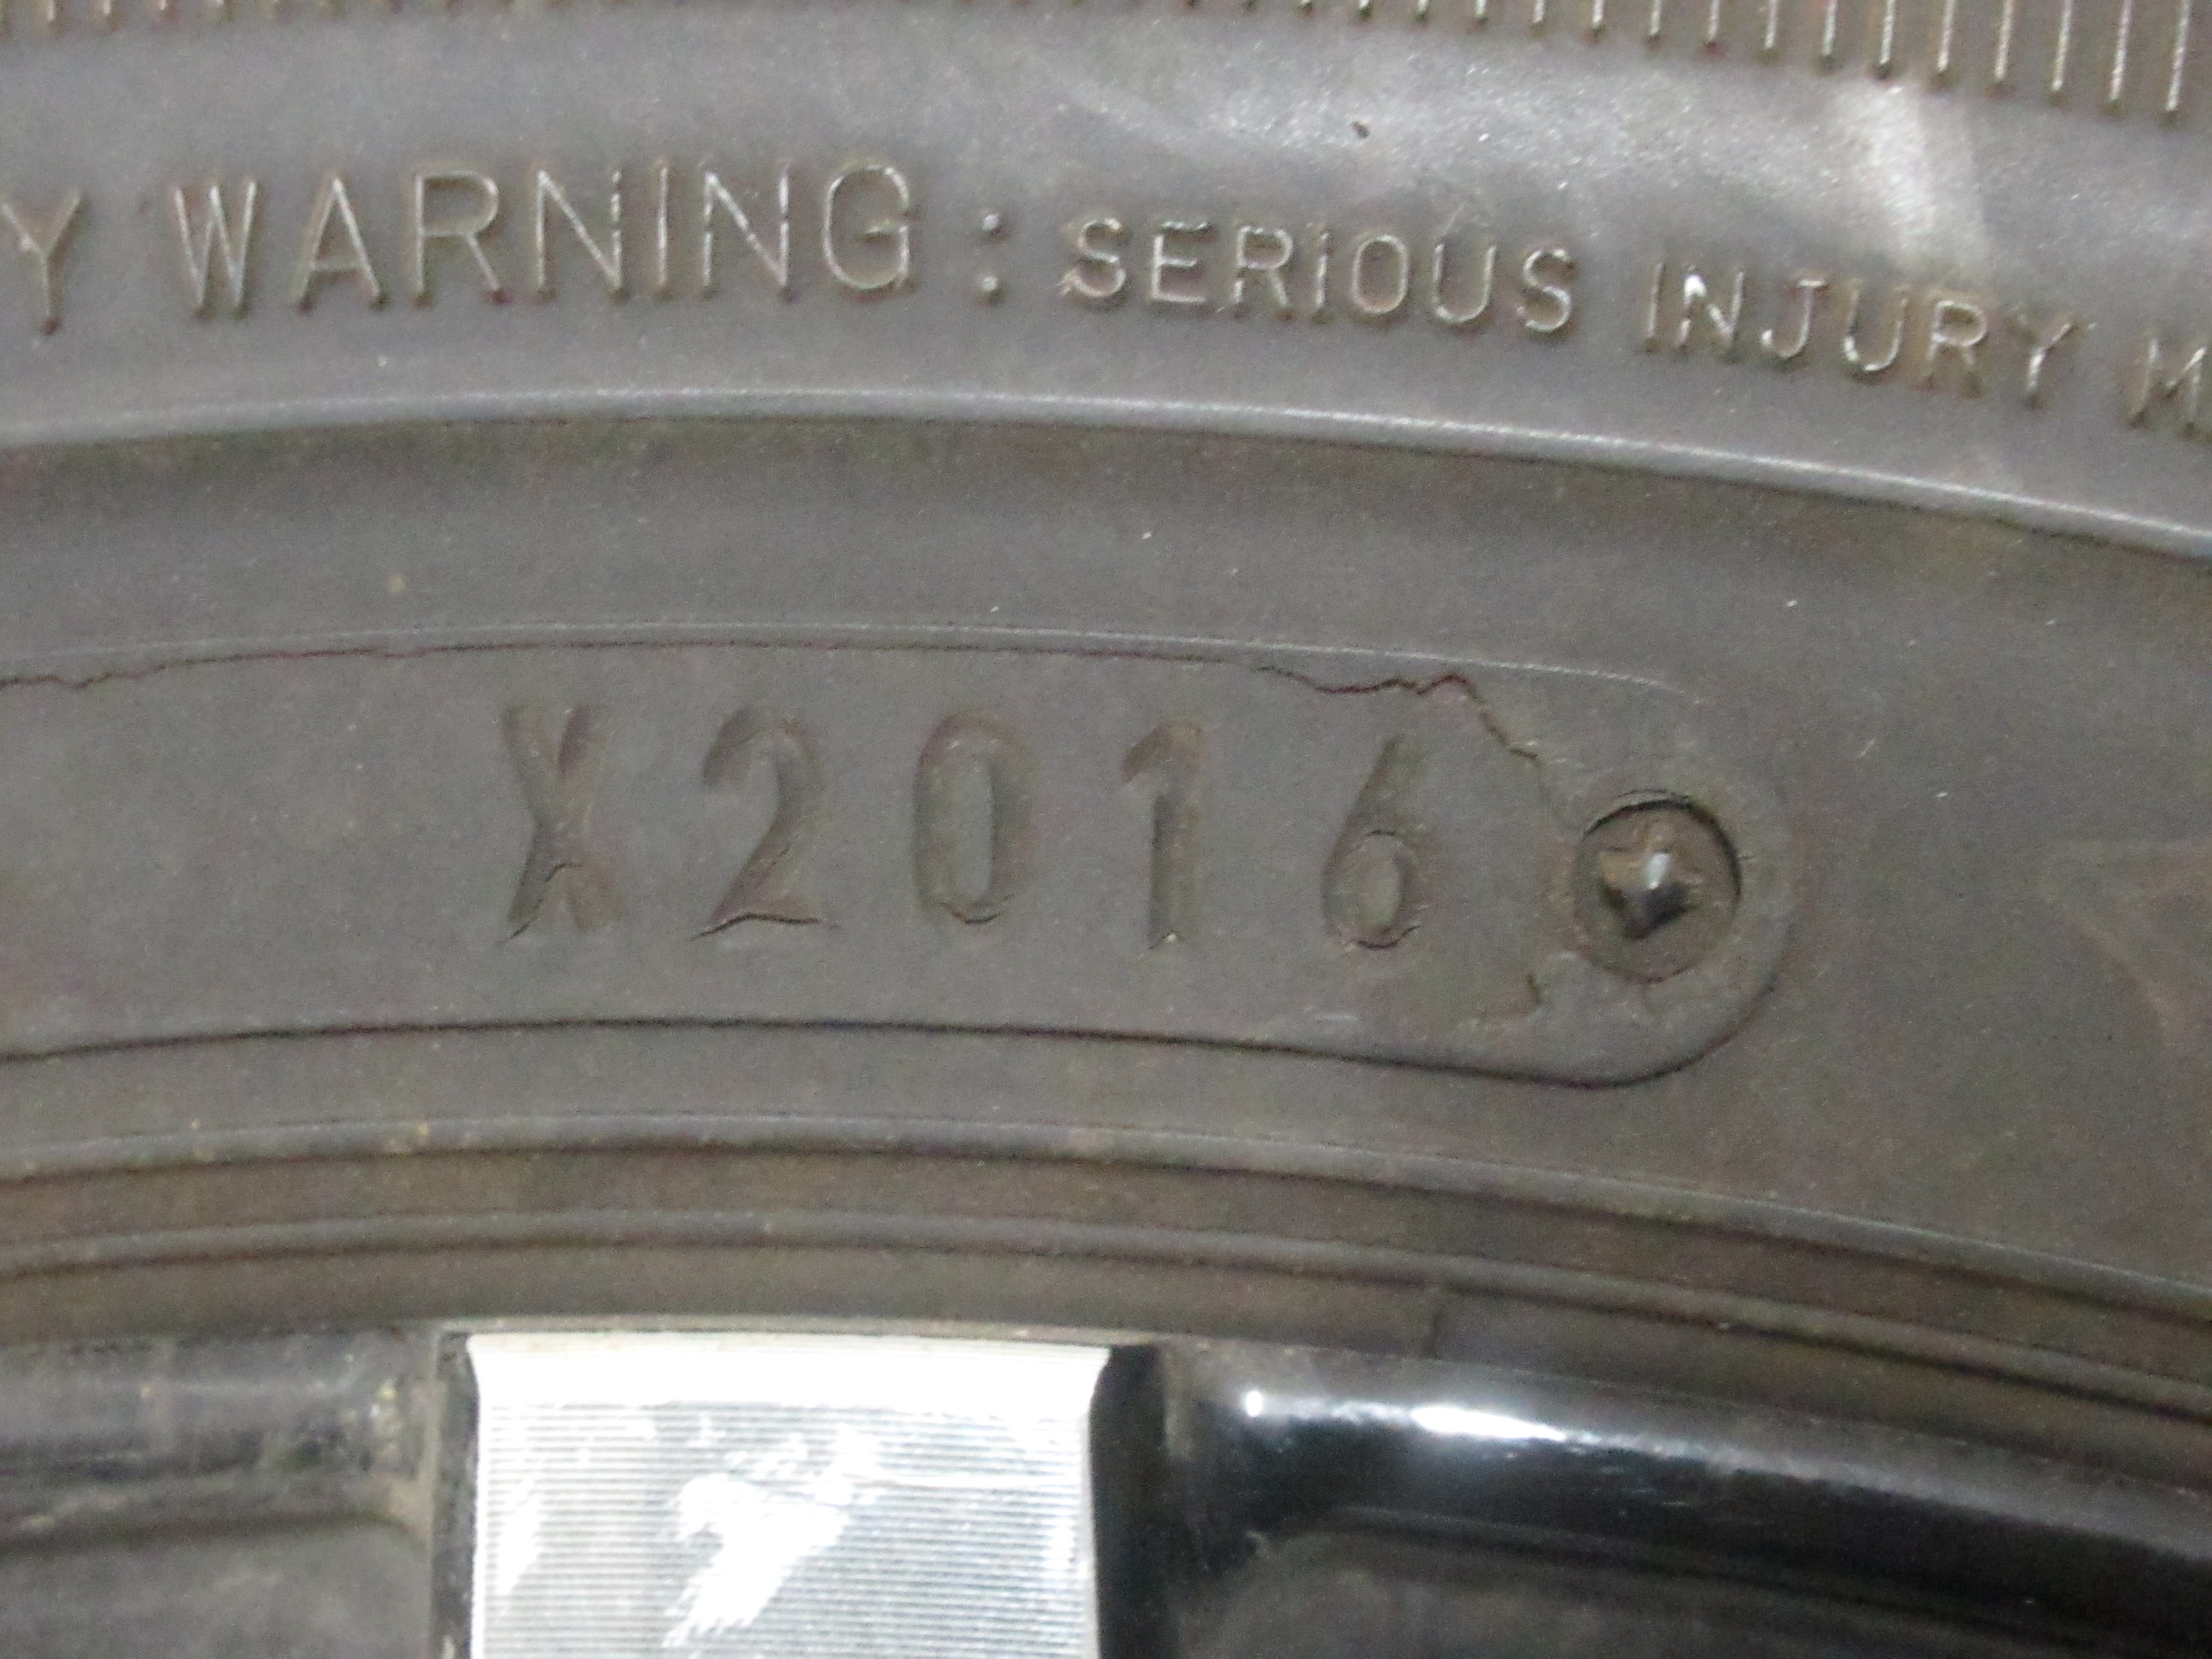 Y WARNING: SERIOUS INJURY M
X2016